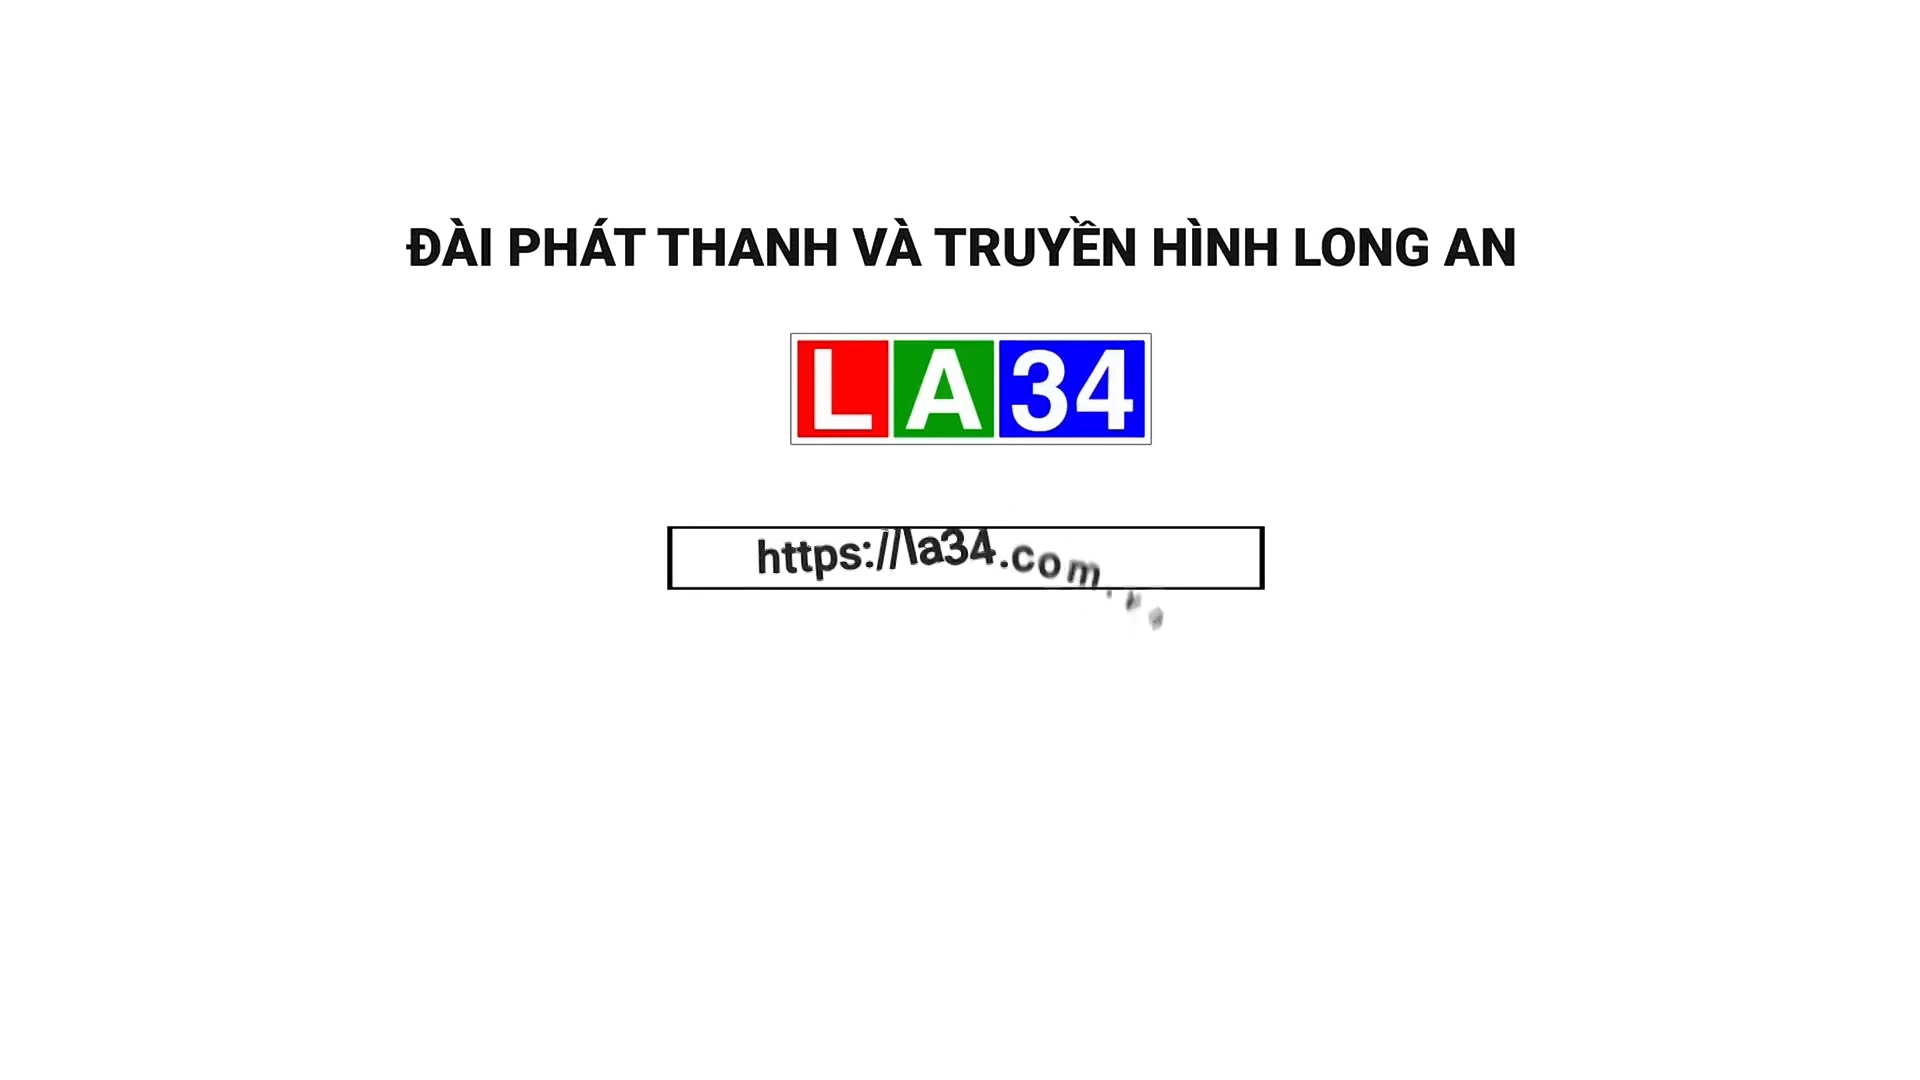 ĐÀI PHÁT THANH VÀ TRUYỀN HÌNH LONG AN
LA34
https://la34.com